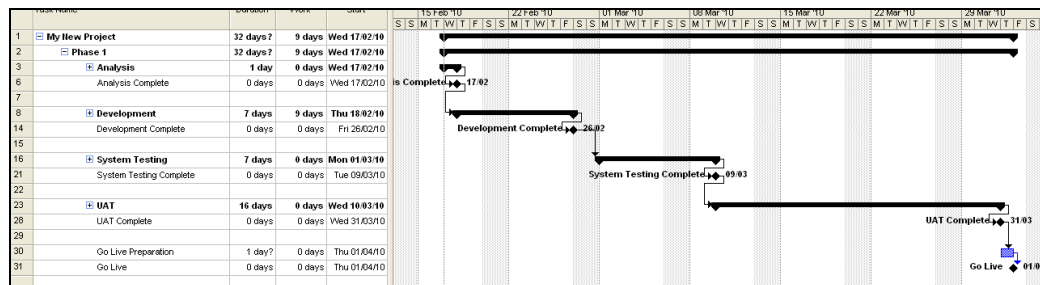 Task Name Duration Work Start 15 Feb '10 22 Feb '10 01 Mar '10 08 Mar '10 15 Mar '10 22 Mar '10 29 Mar '10
S S M T W T F S S M T W T F S S M T W T F S S M T W T F S S M T W T F S S M T W T F S S M T W T F S
1 My New Project 32 days? 9 days Wed 17/02/10
2 Phase 1 32 days? 9 days Wed 17/02/10
3 Analysis 1 day 0 days Wed 17/02/10
6 Analysis Complete 0 days 0 days Wed 17/02/10 is Complete 17/02
7
8 Development 7 days 9 days Thu 18/02/10
14 Development Complete 0 days 0 days Fri 26/02/10 Development Complete 26/02
15
16 System Testing 7 days 0 days Mon 01/03/10
21 System Testing Complete 0 days 0 days Tue 09/03/10 System Testing Complete 09/03
22
23 UAT 16 days 0 days Wed 10/03/10
28 UAT Complete 0 days 0 days Wed 31/03/10 UAT Complete 31/03
29
30 Go Live Preparation 1 day? 0 days Thu 01/04/10
31 Go Live 0 days 0 days Thu 01/04/10 Go Live 01/0